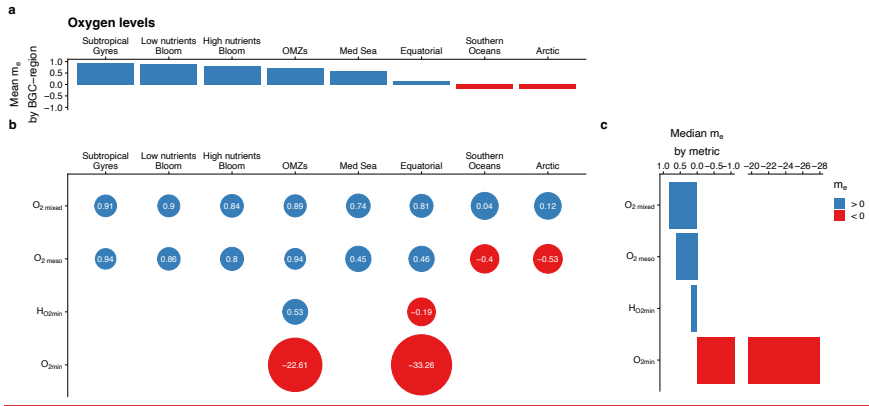 a
Oxygen levels
Subtropical Gyres
Low nutrients Bloom
High nutrients Bloom
OMZs
Med Sea
Equatorial
Southern Oceans
Arctic
Mean mₑ
by BGC−region
1.0
0.5
0.0
−0.5
−1.0
b
Subtropical Gyres
Low nutrients Bloom
High nutrients Bloom
OMZs
Med Sea
Equatorial
Southern Oceans
Arctic
O₂ mixed
0.91 0.9 0.84 0.89 0.74 0.81 0.04 0.12
O₂ meso
0.94 0.86 0.8 0.94 0.45 0.46 −0.4 −0.53
H_O2min
0.53 −0.19
O₂min
−22.61 −33.26
c
Median mₑ
by metric
1.0 0.5 0.0 −0.5 −1.0 −20 −22 −24 −26 −28
O₂ mixed
O₂ meso
H_O2min
O₂min
mₑ
> 0
< 0